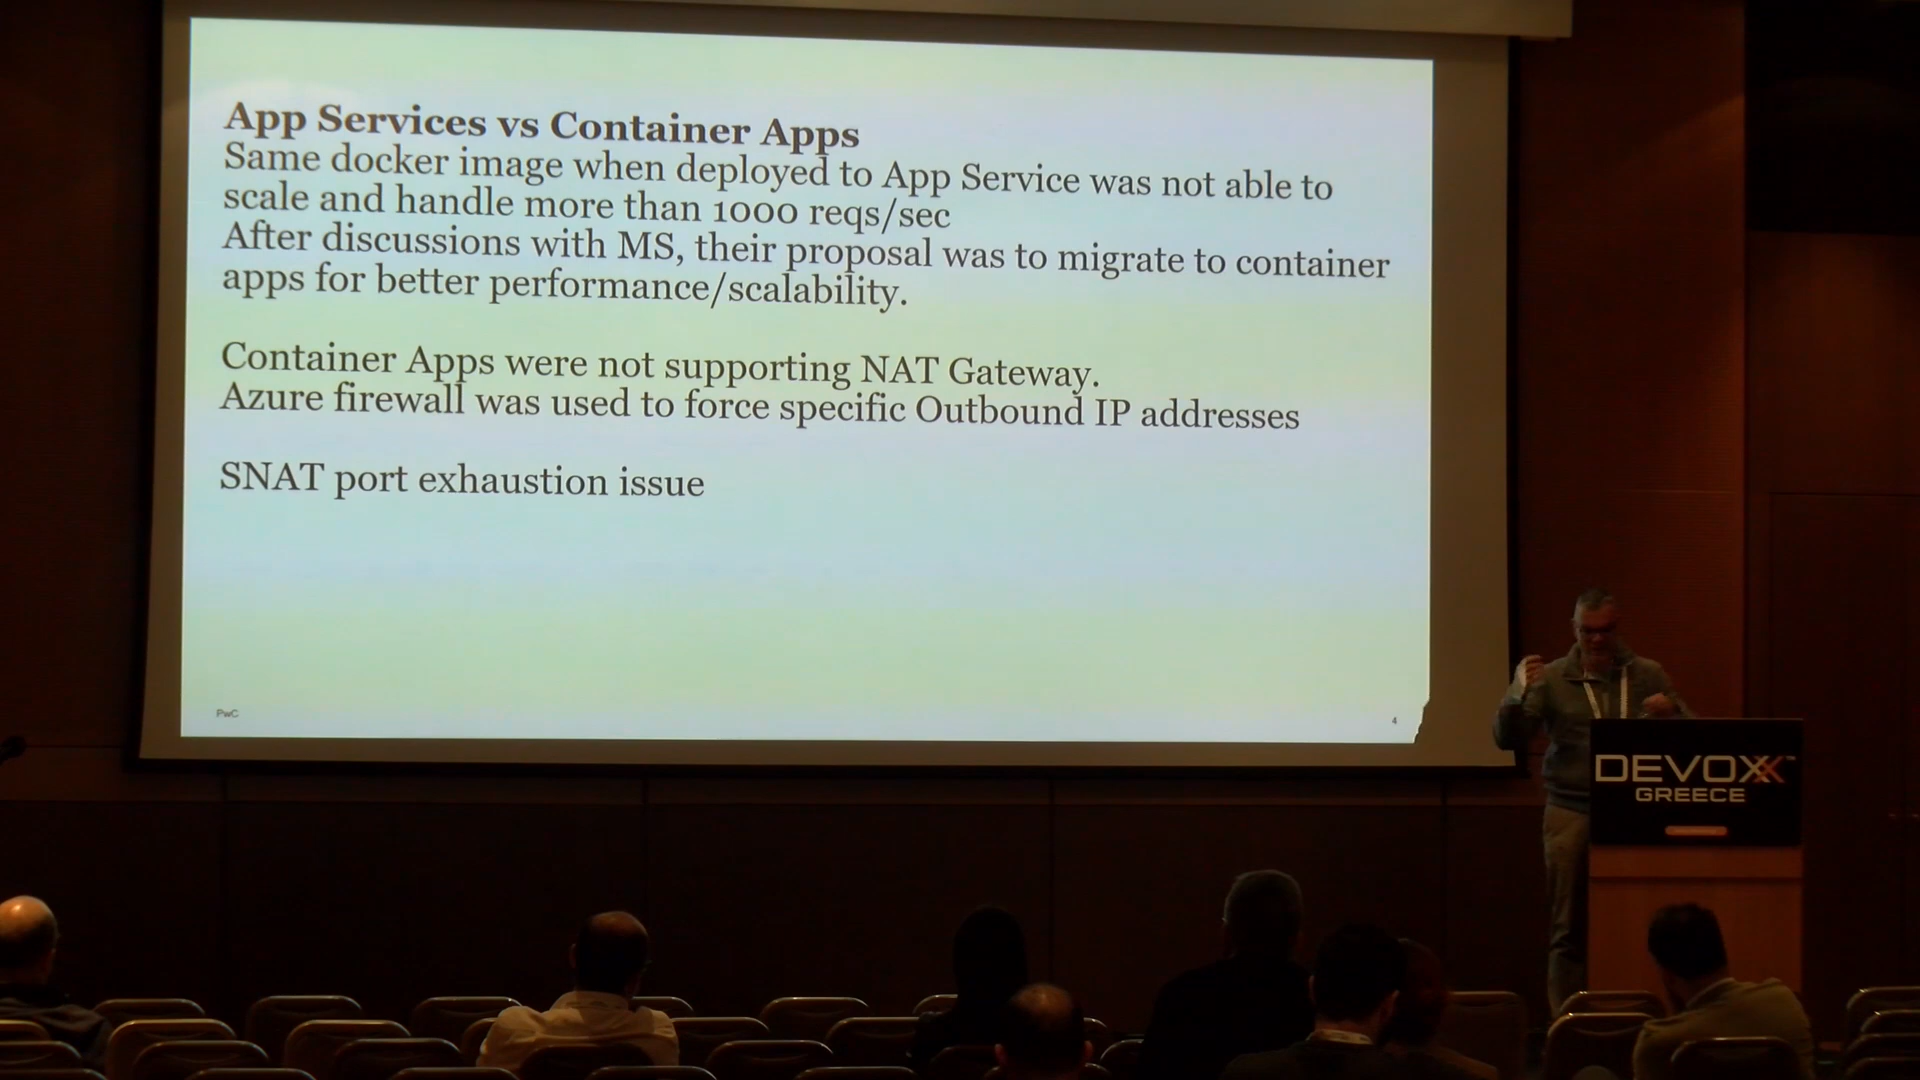 App Services vs Container Apps
Same docker image when deployed to App Service was not able to
scale and handle more than 1000 reqs/sec
After discussions with MS, their proposal was to migrate to container
apps for better performance/scalability.
Container Apps were not supporting NAT Gateway.
Azure firewall was used to force specific Outbound IP addresses
SNAT port exhaustion issue
PwC
4
DEVOXX™
GREECE